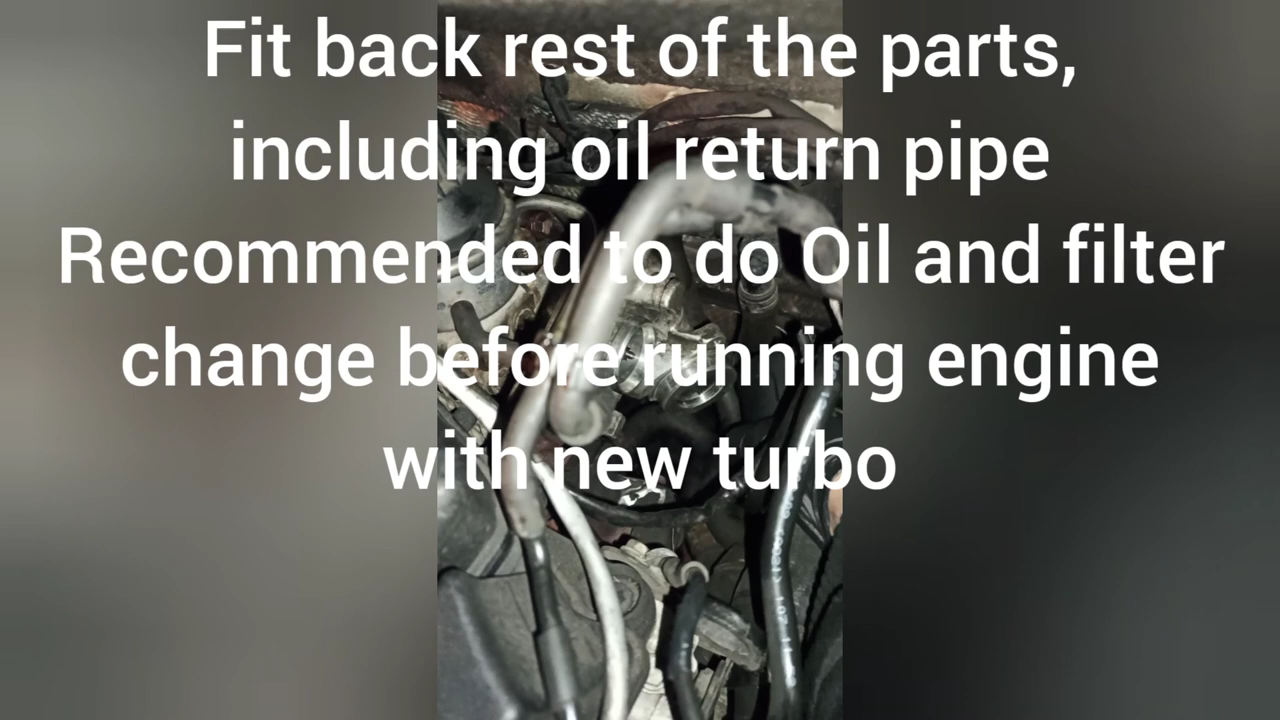 Fit back rest of the parts,
including oil return pipe
Recommended to do Oil and filter
change before running engine
with new turbo